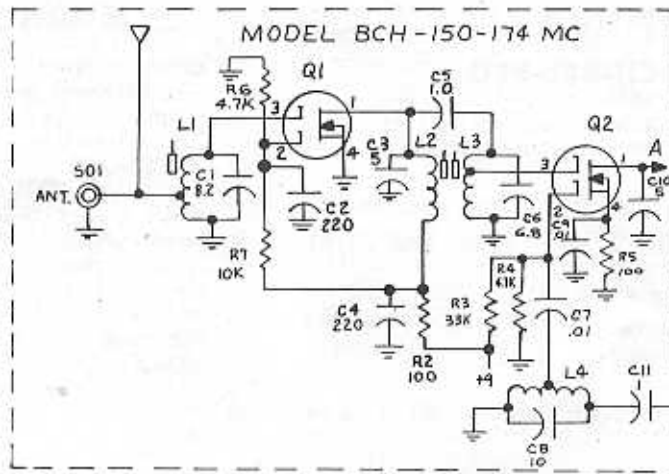 MODEL BCH-150-174 MC
Q1
R6
4.7K
3
1
2
4
C5
1.0
L1
C1
8.2
SO1
ANT.
C2
220
C3
5
L2
L3
Q2
3
1
2
4
A
C10
5
C6
6.8
C9
.01
R5
100
R7
10K
C4
220
R2
100
R3
33K
R4
C7
.01
+9
L4
C8
10
C11
1